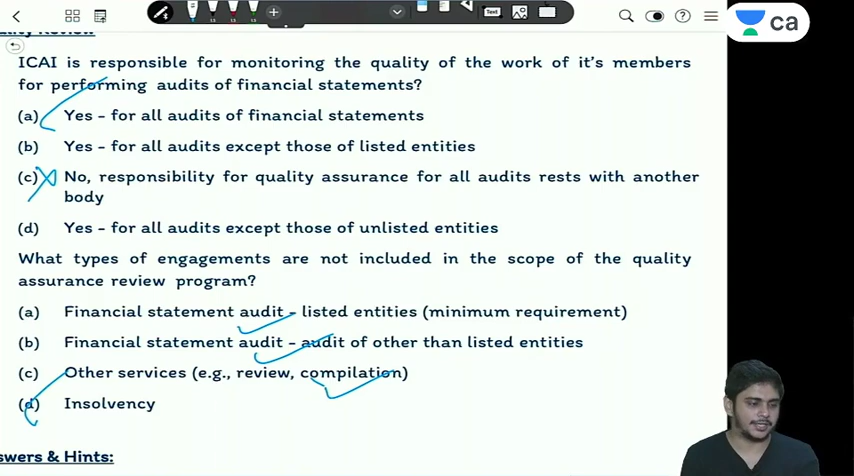 ality Review
Text
ca
ICAI is responsible for monitoring the quality of the work of it's members
for performing audits of financial statements?
(a) Yes - for all audits of financial statements
(b) Yes - for all audits except those of listed entities
(c) No, responsibility for quality assurance for all audits rests with another
body
(d) Yes - for all audits except those of unlisted entities
What types of engagements are not included in the scope of the quality
assurance review program?
(a) Financial statement audit - listed entities (minimum requirement)
(b) Financial statement audit - audit of other than listed entities
(c) Other services (e.g., review, compilation)
(d) Insolvency
swers & Hints: